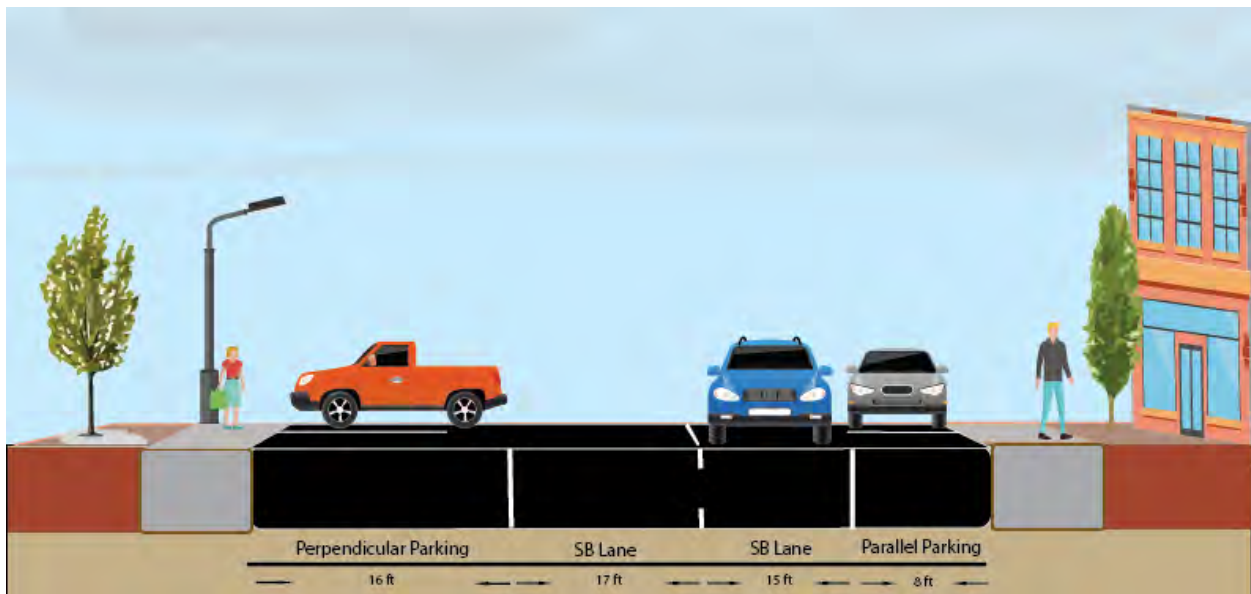 Perpendicular Parking SB Lane SB Lane Parallel Parking
16 ft 17 ft 15 ft 8 ft